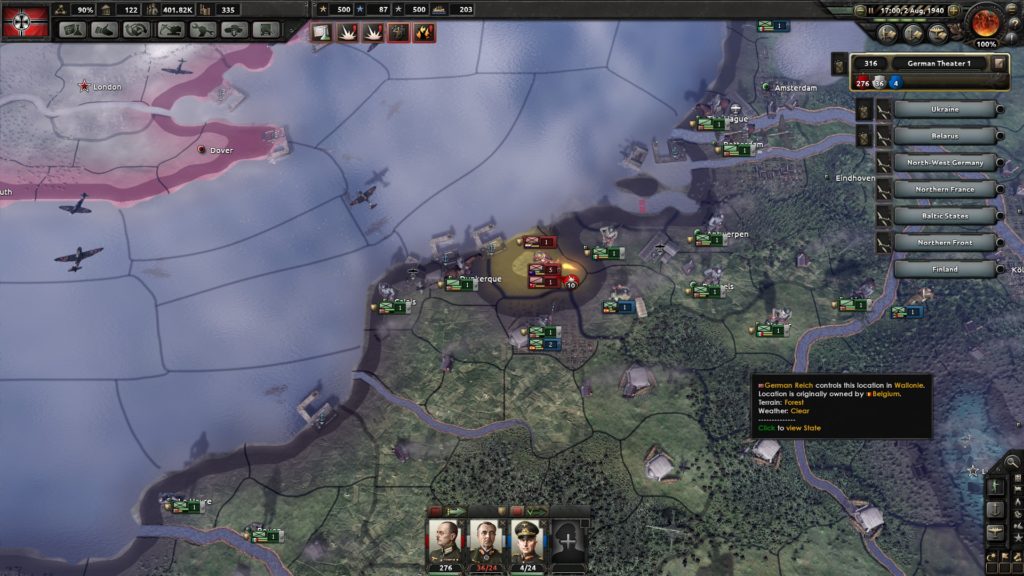 90% 122 401.82K 335 500 87 500 203 17:00, 2 Aug, 1940
100%
316 German Theater 1
276 36 4
Ukraine
Belarus
North-West Germany
Northern France
Baltic States
Northern Front
Finland
London
Dover
Amsterdam
Eindhoven
German Reich controls this location in Wallonie.
Location is originally owned by Belgium.
Terrain: Forest
Weather: Clear
--------------
Click to view State
10
276 36/24 4/24